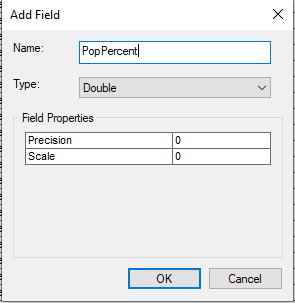 Add Field
Name: PopPercent
Type: Double
Field Properties
Precision 0
Scale 0
OK Cancel